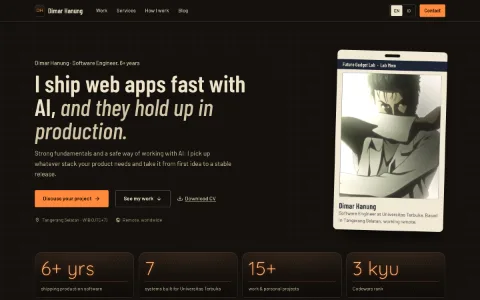 Dimar Hanung
Work
Services
How I work
Blog
EN
ID
Contact
Dimar Hanung · Software Engineer, 6+ years
I ship web apps fast with
AI, and they hold up in
production.
Strong fundamentals and a safe way of working with AI. I pick up
whatever stack your product needs and take it from first idea to a stable
release.
Discuss your project →
See my work ↓
Download CV
Tangerang Selatan · WIB (UTC+7)
Remote, worldwide
Future Gadget Lab · Lab Mem
Dimar Hanung
Software Engineer at Universitas Terbuka. Based
in Tangerang Selatan, working remote.
6+ yrs
shipping production software
7
systems built for Universitas Terbuka
15+
work & personal projects
3 kyu
Codewars rank